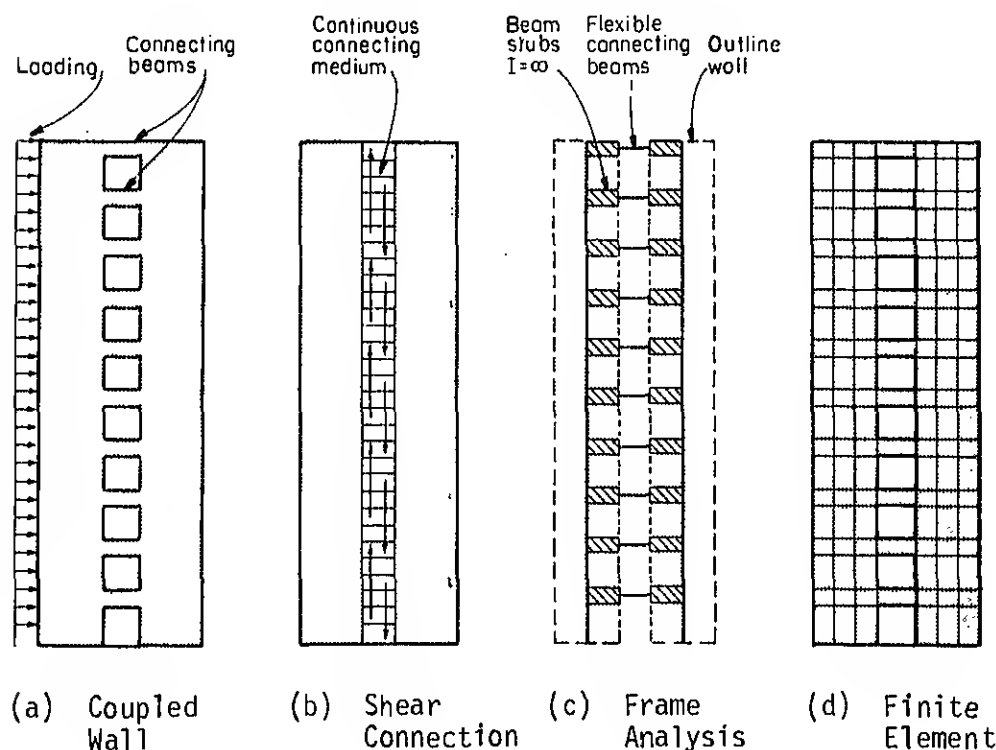 Loading
Connecting
beams
Continuous
connecting
medium
Beam
stubs
I=∞
Flexible
connecting
beams
Outline
wall
(a) Coupled
Wall
(b) Shear
Connection
(c) Frame
Analysis
(d) Finite
Element